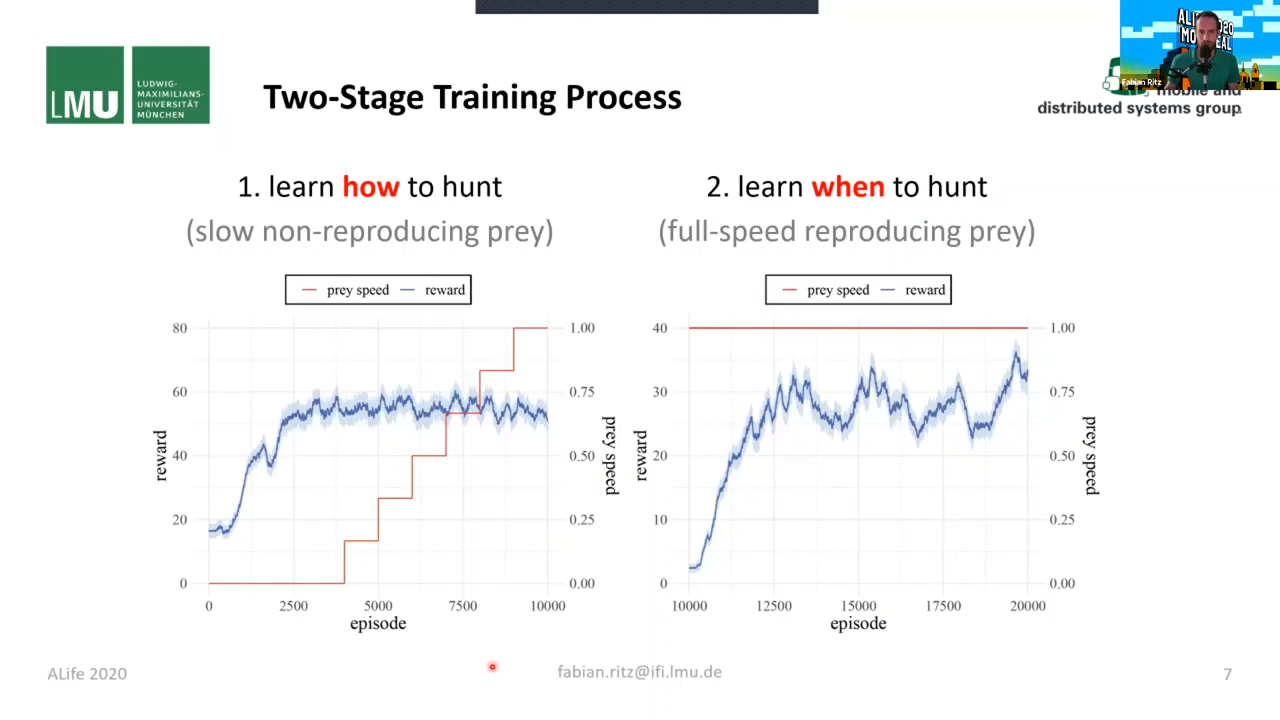 LMU
LUDWIG-
MAXIMILIANS-
UNIVERSITÄT
MÜNCHEN
Two-Stage Training Process
Fabian Ritz
mobile and
distributed systems group
1. learn how to hunt
(slow non-reproducing prey)
prey speed reward
80
60
40
20
0
reward
1.00
0.75
0.50
0.25
0.00
prey speed
0 2500 5000 7500 10000
episode
2. learn when to hunt
(full-speed reproducing prey)
prey speed reward
40
30
20
10
0
reward
1.00
0.75
0.50
0.25
0.00
prey speed
10000 12500 15000 17500 20000
episode
ALife 2020
fabian.ritz@ifi.lmu.de
7